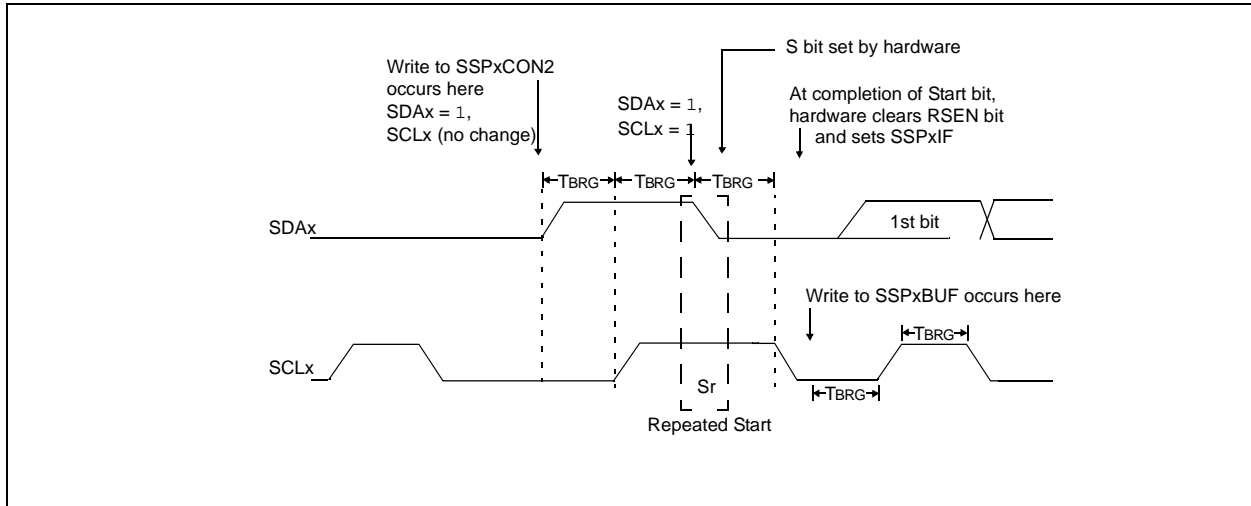 S bit set by hardware
Write to SSPxCON2
occurs here
SDAx = 1,
SCLx (no change)
SDAx = 1,
SCLx = 1
At completion of Start bit,
hardware clears RSEN bit
and sets SSPxIF
TBRG TBRG TBRG
SDAx
1st bit
Write to SSPxBUF occurs here
TBRG
SCLx
Sr
TBRG
Repeated Start